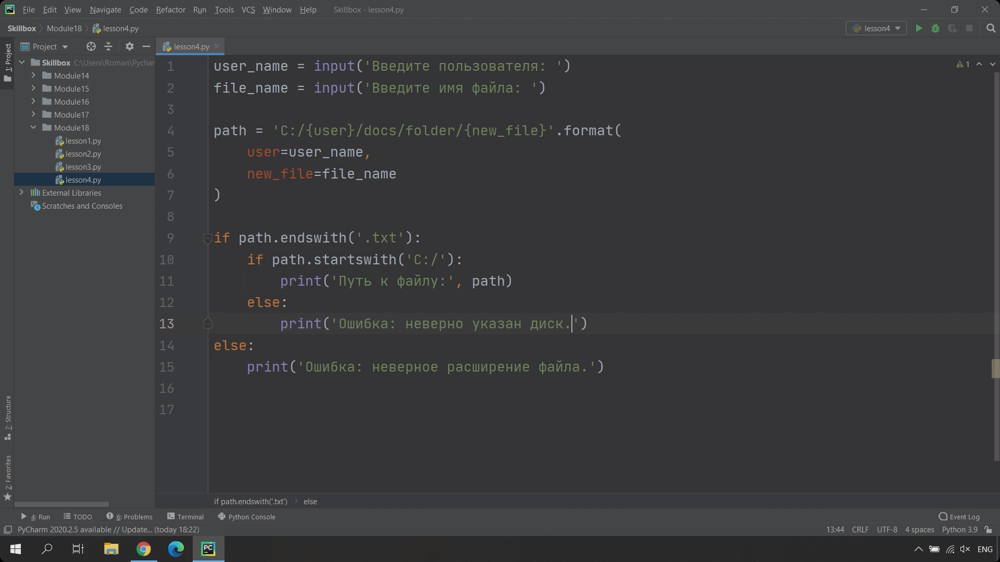 File Edit View Navigate Code Refactor Run Tools VCS Window Help Skillbox - lesson4.py
Skillbox Module18 lesson4.py lesson4
1: Project
Project lesson4.py
Skillbox C:\Users\Roman\Pychar
Module14
Module15
Module16
Module17
Module18
lesson1.py
lesson2.py
lesson3.py
lesson4.py
External Libraries
Scratches and Consoles
1 user_name = input('Введите пользователя: ')
2 file_name = input('Введите имя файла: ')
3
4 path = 'C:/{user}/docs/folder/{new_file}'.format(
5 user=user_name,
6 new_file=file_name
7 )
8
9 if path.endswith('.txt'):
10 if path.startswith('C:/'):
11 print('Путь к файлу:', path)
12 else:
13 print('Ошибка: неверно указан диск.')
14 else:
15 print('Ошибка: неверное расширение файла.')
16
17
1
7: Structure
2: Favorites
if path.endswith('.txt') else
4: Run TODO 6: Problems Terminal Python Console Event Log
PyCharm 2020.2.5 available // Update... (today 18:22) 13:44 CRLF UTF-8 4 spaces Python 3.9
PC ENG